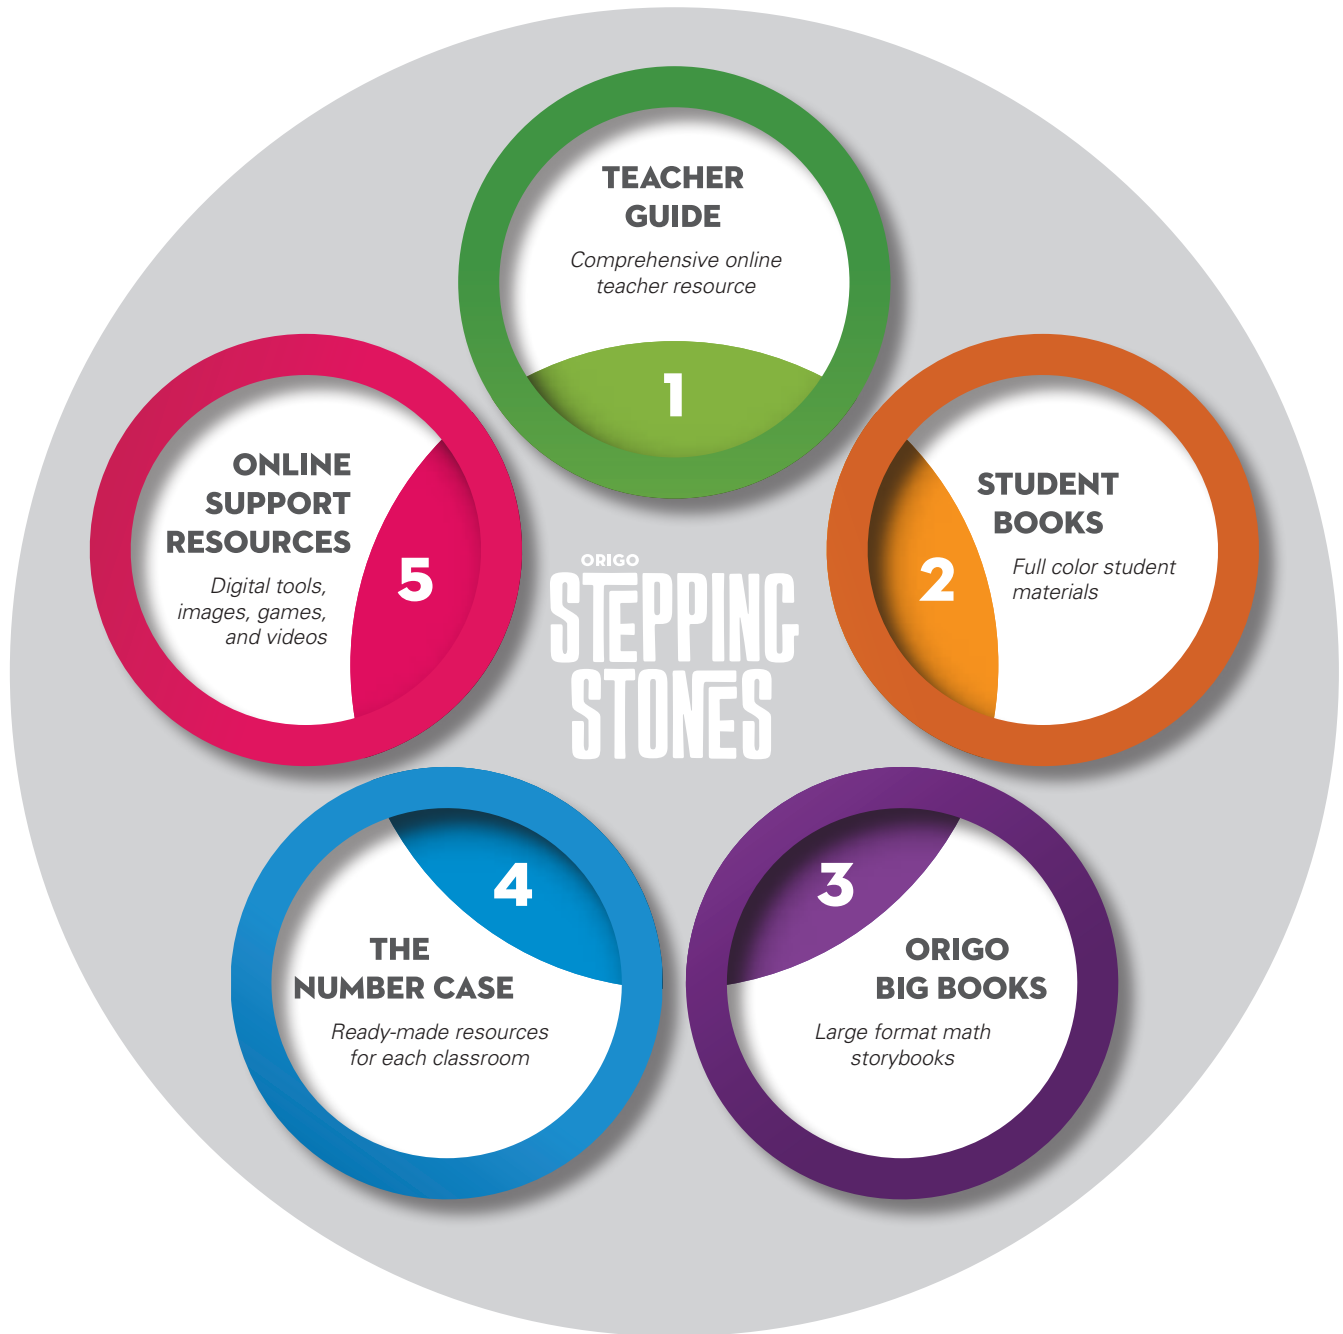 TEACHER
GUIDE
Comprehensive online
teacher resource
1
STUDENT
BOOKS
Full color student
materials
2
ORIGO
BIG BOOKS
Large format math
storybooks
3
THE
NUMBER CASE
Ready-made resources
for each classroom
4
ONLINE
SUPPORT
RESOURCES
Digital tools,
images, games,
and videos
5
ORIGO
STEPPING
STONES